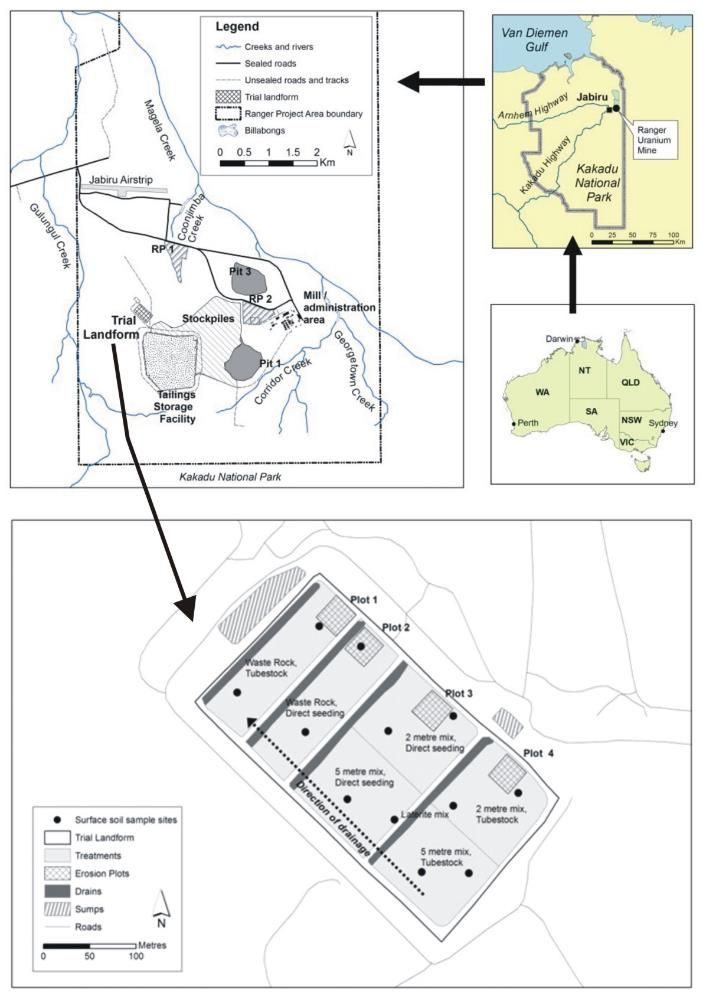 Legend
Creeks and rivers
Sealed roads
Unsealed roads and tracks
Trial landform
Ranger Project Area boundary
Billabongs
0 0.5 1 1.5 2
Km
N
Magela Creek
Jabiru Airstrip
Coonjimba
Creek
Gulungul Creek
RP 1
Pit 3
RP 2
Mill /
administration
area
Trial
Landform
Stockpiles
Pit 1
Corridor Creek
Georgetown Creek
Tailings
Storage
Facility
Kakadu National Park
Van Diemen
Gulf
Jabiru
Arnhem Highway
Ranger
Uranium
Mine
Kakadu Highway
Kakadu
National
Park
0 25 50 75 100
Km
Darwin
NT
QLD
WA
SA
NSW
Sydney
Perth
VIC
Plot 1
Plot 2
Waste Rock,
Tubestock
Plot 3
Waste Rock,
Direct seeding
2 metre mix,
Direct seeding
Plot 4
5 metre mix,
Direct seeding
Laterite mix
2 metre mix,
Tubestock
Direction of drainage
5 metre mix,
Tubestock
Surface soil sample sites
Trial Landform
Treatments
Erosion Plots
Drains
Sumps
Roads
N
Metres
0 50 100